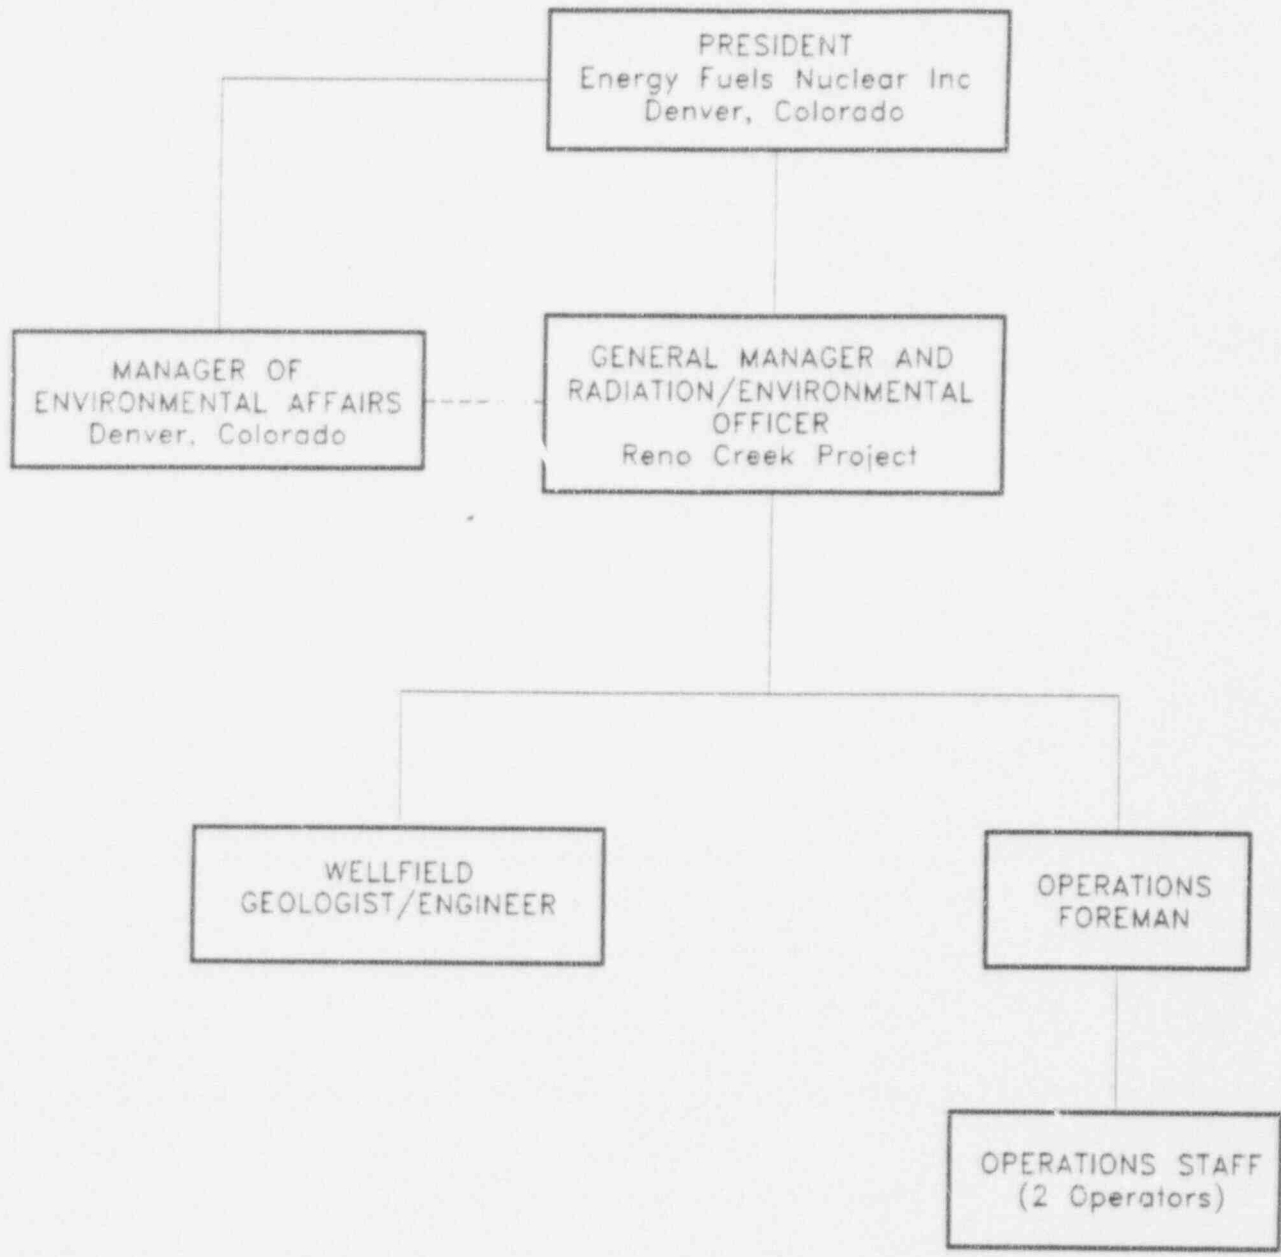 PRESIDENT
Energy Fuels Nuclear Inc
Denver, Colorado
MANAGER OF
ENVIRONMENTAL AFFAIRS
Denver, Colorado
GENERAL MANAGER AND
RADIATION/ENVIRONMENTAL
OFFICER
Reno Creek Project
WELLFIELD
GEOLOGIST/ENGINEER
OPERATIONS
FOREMAN
OPERATIONS STAFF
(2 Operators)